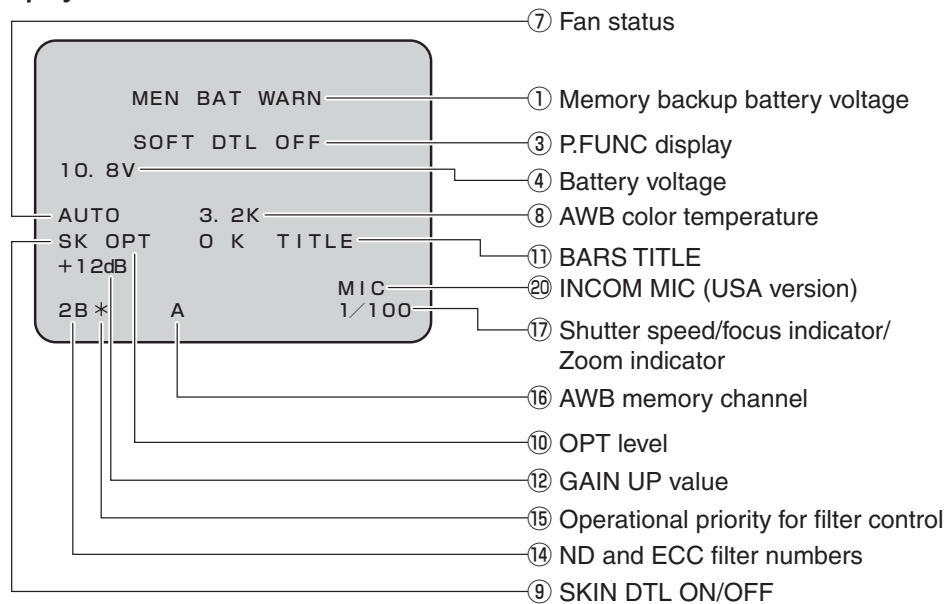 ⑦ Fan status
MEN BAT WARN
① Memory backup battery voltage
SOFT DTL OFF
③ P.FUNC display
10. 8V
④ Battery voltage
AUTO 3. 2K
⑧ AWB color temperature
SK OPT O K TITLE
⑪ BARS TITLE
+12dB
MIC
⑳ INCOM MIC (USA version)
2B＊ A 1/100
⑰ Shutter speed/focus indicator/
Zoom indicator
⑯ AWB memory channel
⑩ OPT level
⑫ GAIN UP value
⑮ Operational priority for filter control
⑭ ND and ECC filter numbers
⑨ SKIN DTL ON/OFF